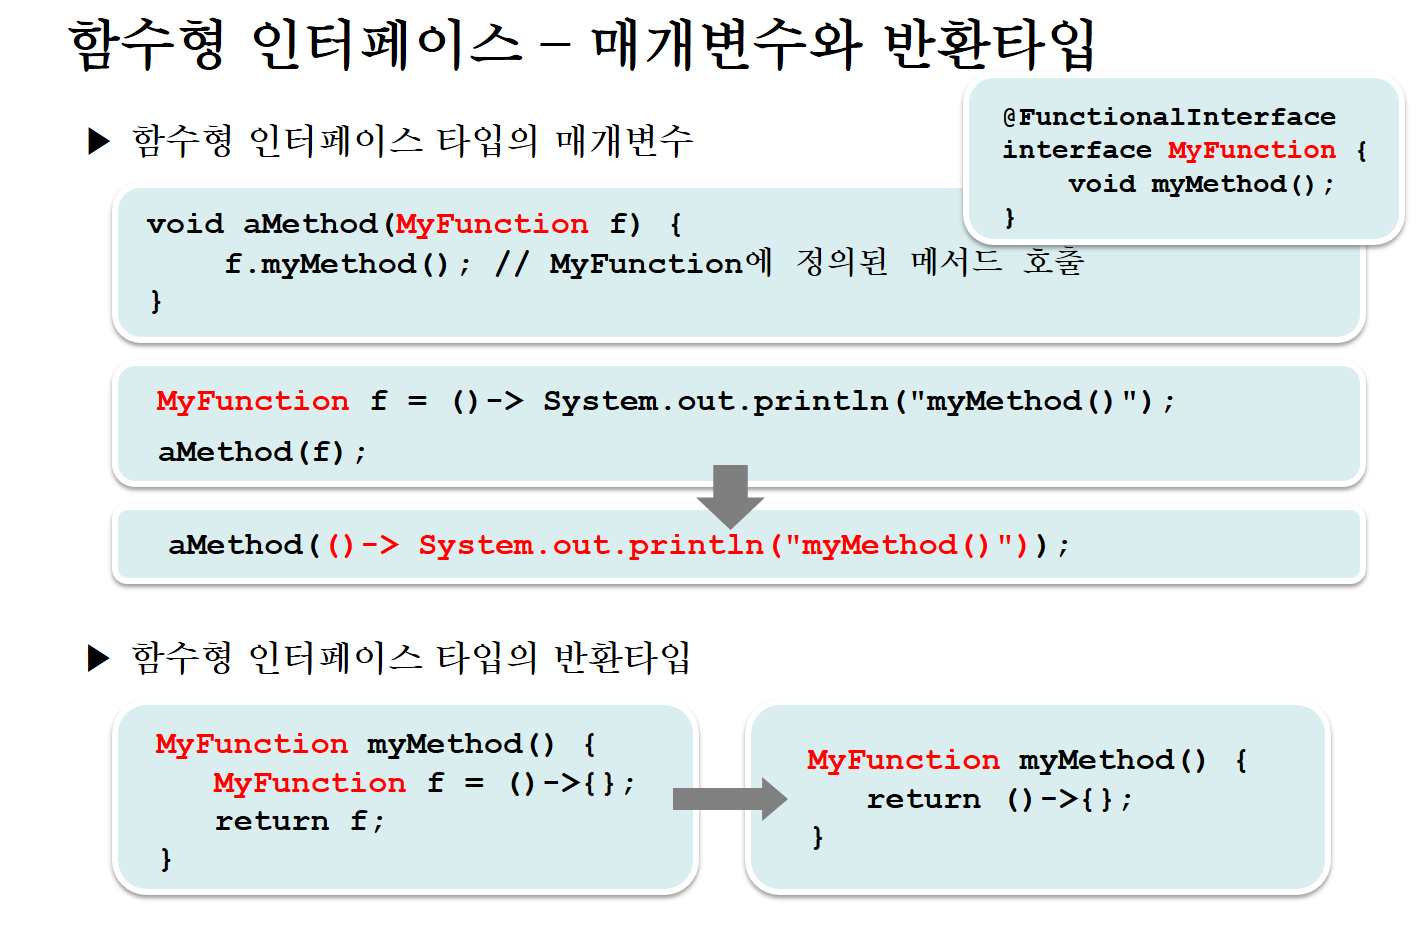 함수형 인터페이스 – 매개변수와 반환타입
@FunctionalInterface
interface MyFunction {
void myMethod();
}
▶ 함수형 인터페이스 타입의 매개변수
void aMethod(MyFunction f) {
f.myMethod(); // MyFunction에 정의된 메서드 호출
}
MyFunction f = ()-> System.out.println("myMethod()");
aMethod(f);
aMethod(()-> System.out.println("myMethod()"));
▶ 함수형 인터페이스 타입의 반환타입
MyFunction myMethod() {
MyFunction f = ()->{};
return f;
}
MyFunction myMethod() {
return ()->{};
}